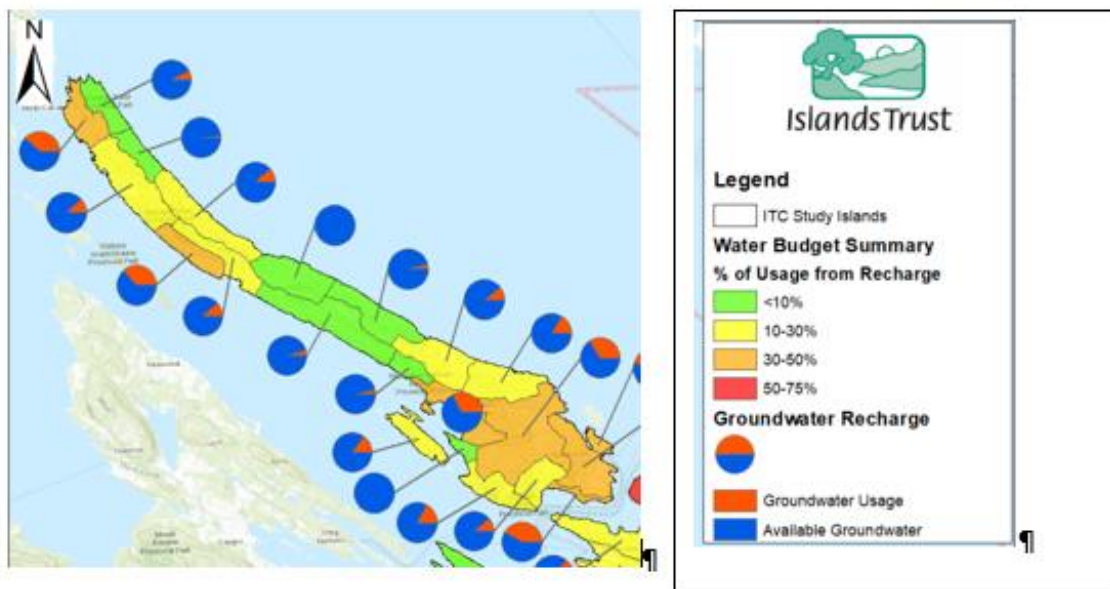 N
Islands Trust
Legend
ITC Study Islands
Water Budget Summary
% of Usage from Recharge
<10%
10-30%
30-50%
50-75%
Groundwater Recharge
Groundwater Usage
Available Groundwater
¶
¶